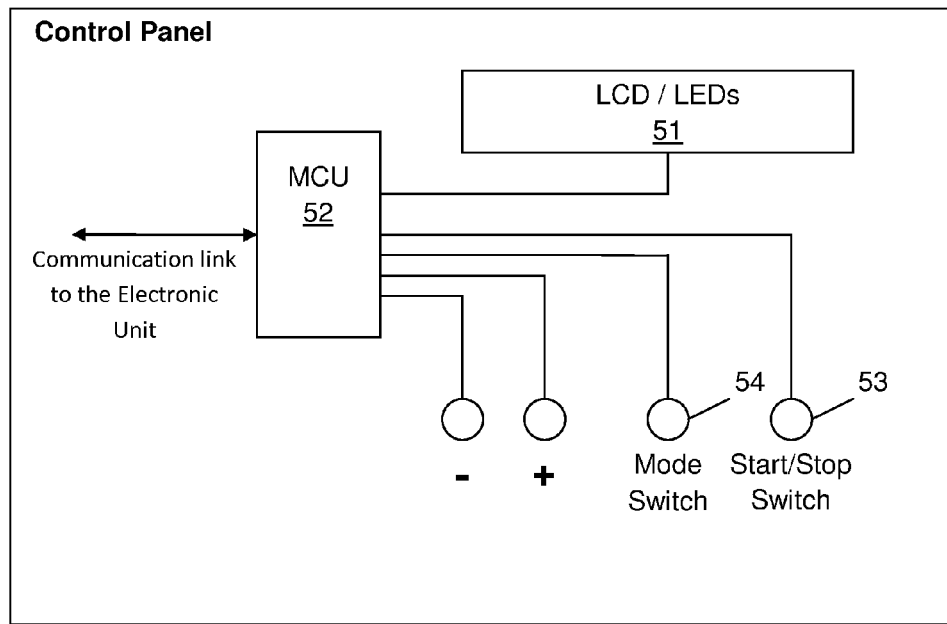 Control Panel
LCD / LEDs
51
MCU
52
Communication link
to the Electronic
Unit
54
53
-
+
Mode
Switch
Start/Stop
Switch